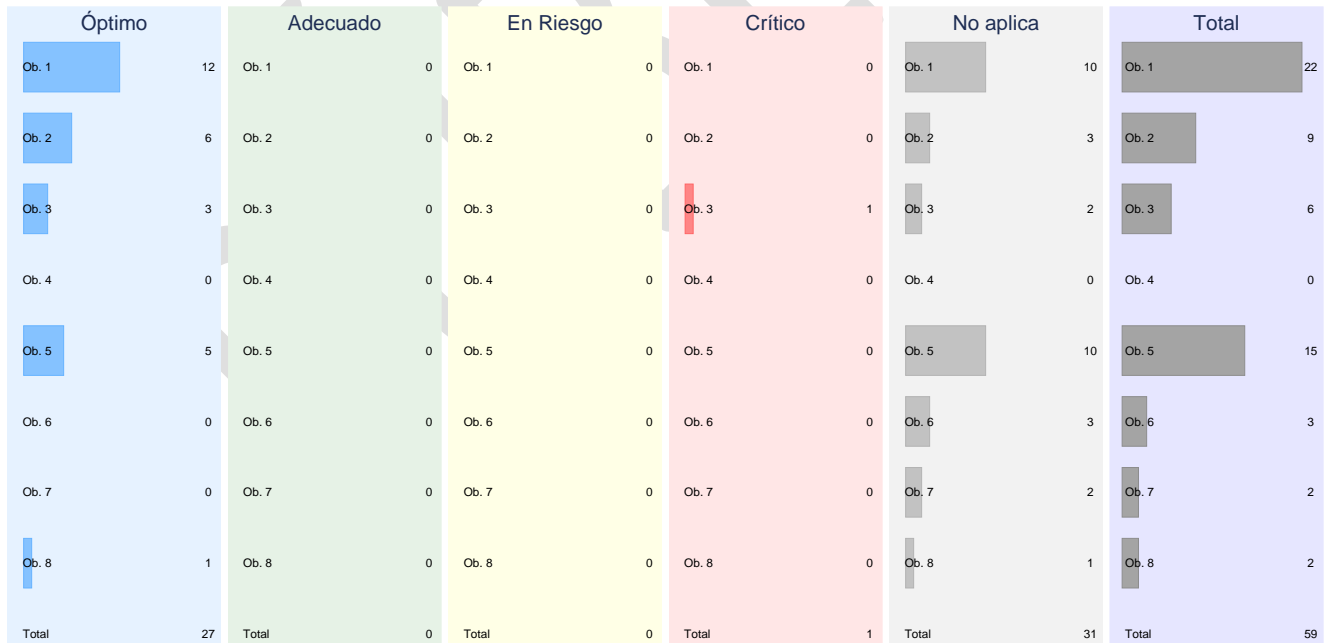 Óptimo Adecuado En Riesgo Crítico No aplica Total
Ob. 1 12 Ob. 1 0 Ob. 1 0 Ob. 1 0 Ob. 1 10 Ob. 1 22
Ob. 2 6 Ob. 2 0 Ob. 2 0 Ob. 2 0 Ob. 2 3 Ob. 2 9
Ob. 3 3 Ob. 3 0 Ob. 3 0 Ob. 3 1 Ob. 3 2 Ob. 3 6
Ob. 4 0 Ob. 4 0 Ob. 4 0 Ob. 4 0 Ob. 4 0 Ob. 4 0
Ob. 5 5 Ob. 5 0 Ob. 5 0 Ob. 5 0 Ob. 5 10 Ob. 5 15
Ob. 6 0 Ob. 6 0 Ob. 6 0 Ob. 6 0 Ob. 6 3 Ob. 6 3
Ob. 7 0 Ob. 7 0 Ob. 7 0 Ob. 7 0 Ob. 7 2 Ob. 7 2
Ob. 8 1 Ob. 8 0 Ob. 8 0 Ob. 8 0 Ob. 8 1 Ob. 8 2
Total 27 Total 0 Total 0 Total 1 Total 31 Total 59